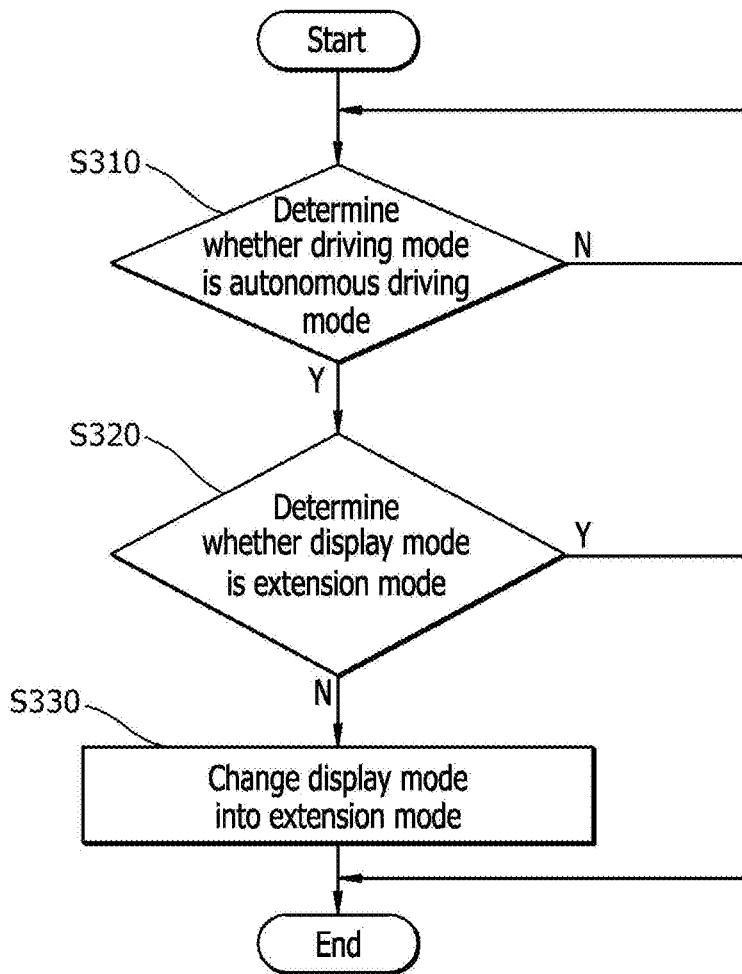 Start
S310
Determine
whether driving mode
is autonomous driving
mode
N
Y
S320
Determine
whether display mode
is extension mode
Y
N
S330
Change display mode
into extension mode
End